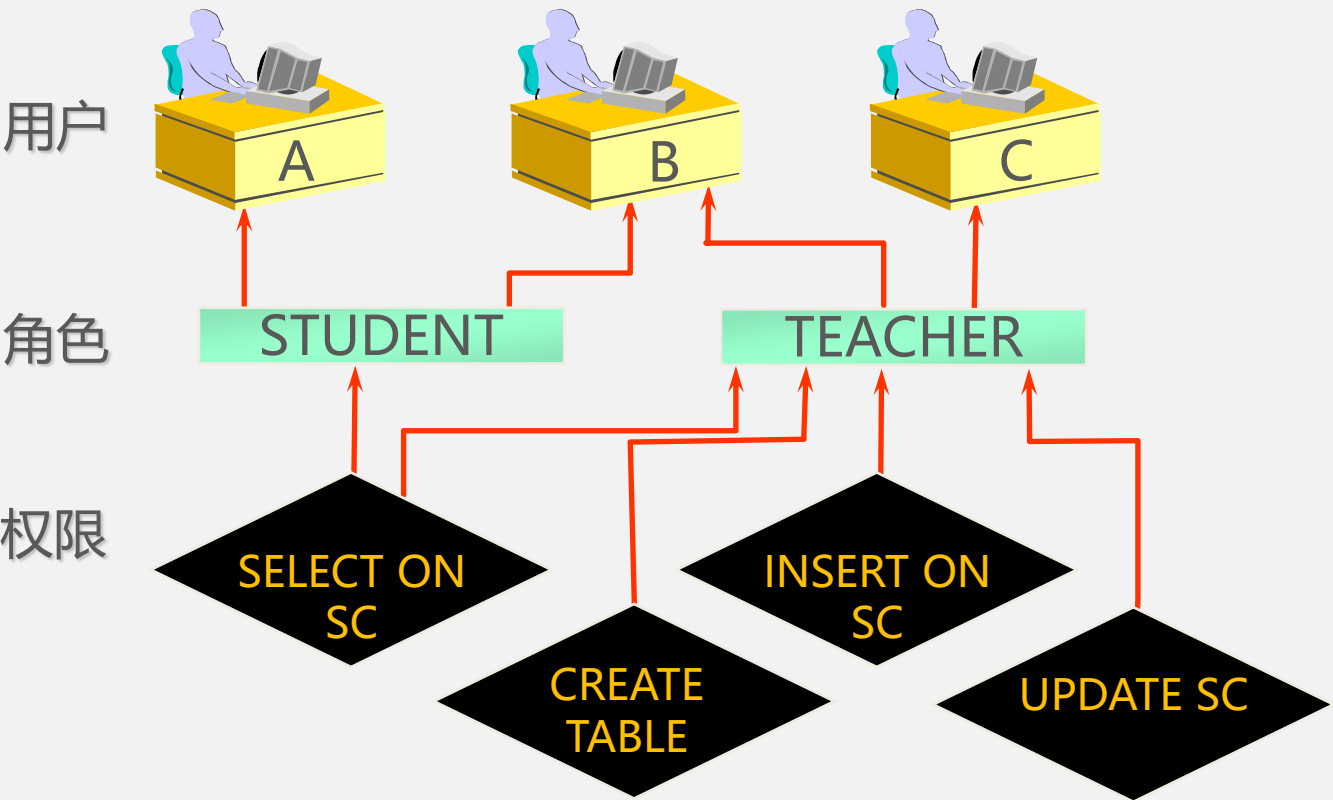 用户
A
B
C
角色
STUDENT
TEACHER
权限
SELECT ON
SC
INSERT ON
SC
CREATE
TABLE
UPDATE SC